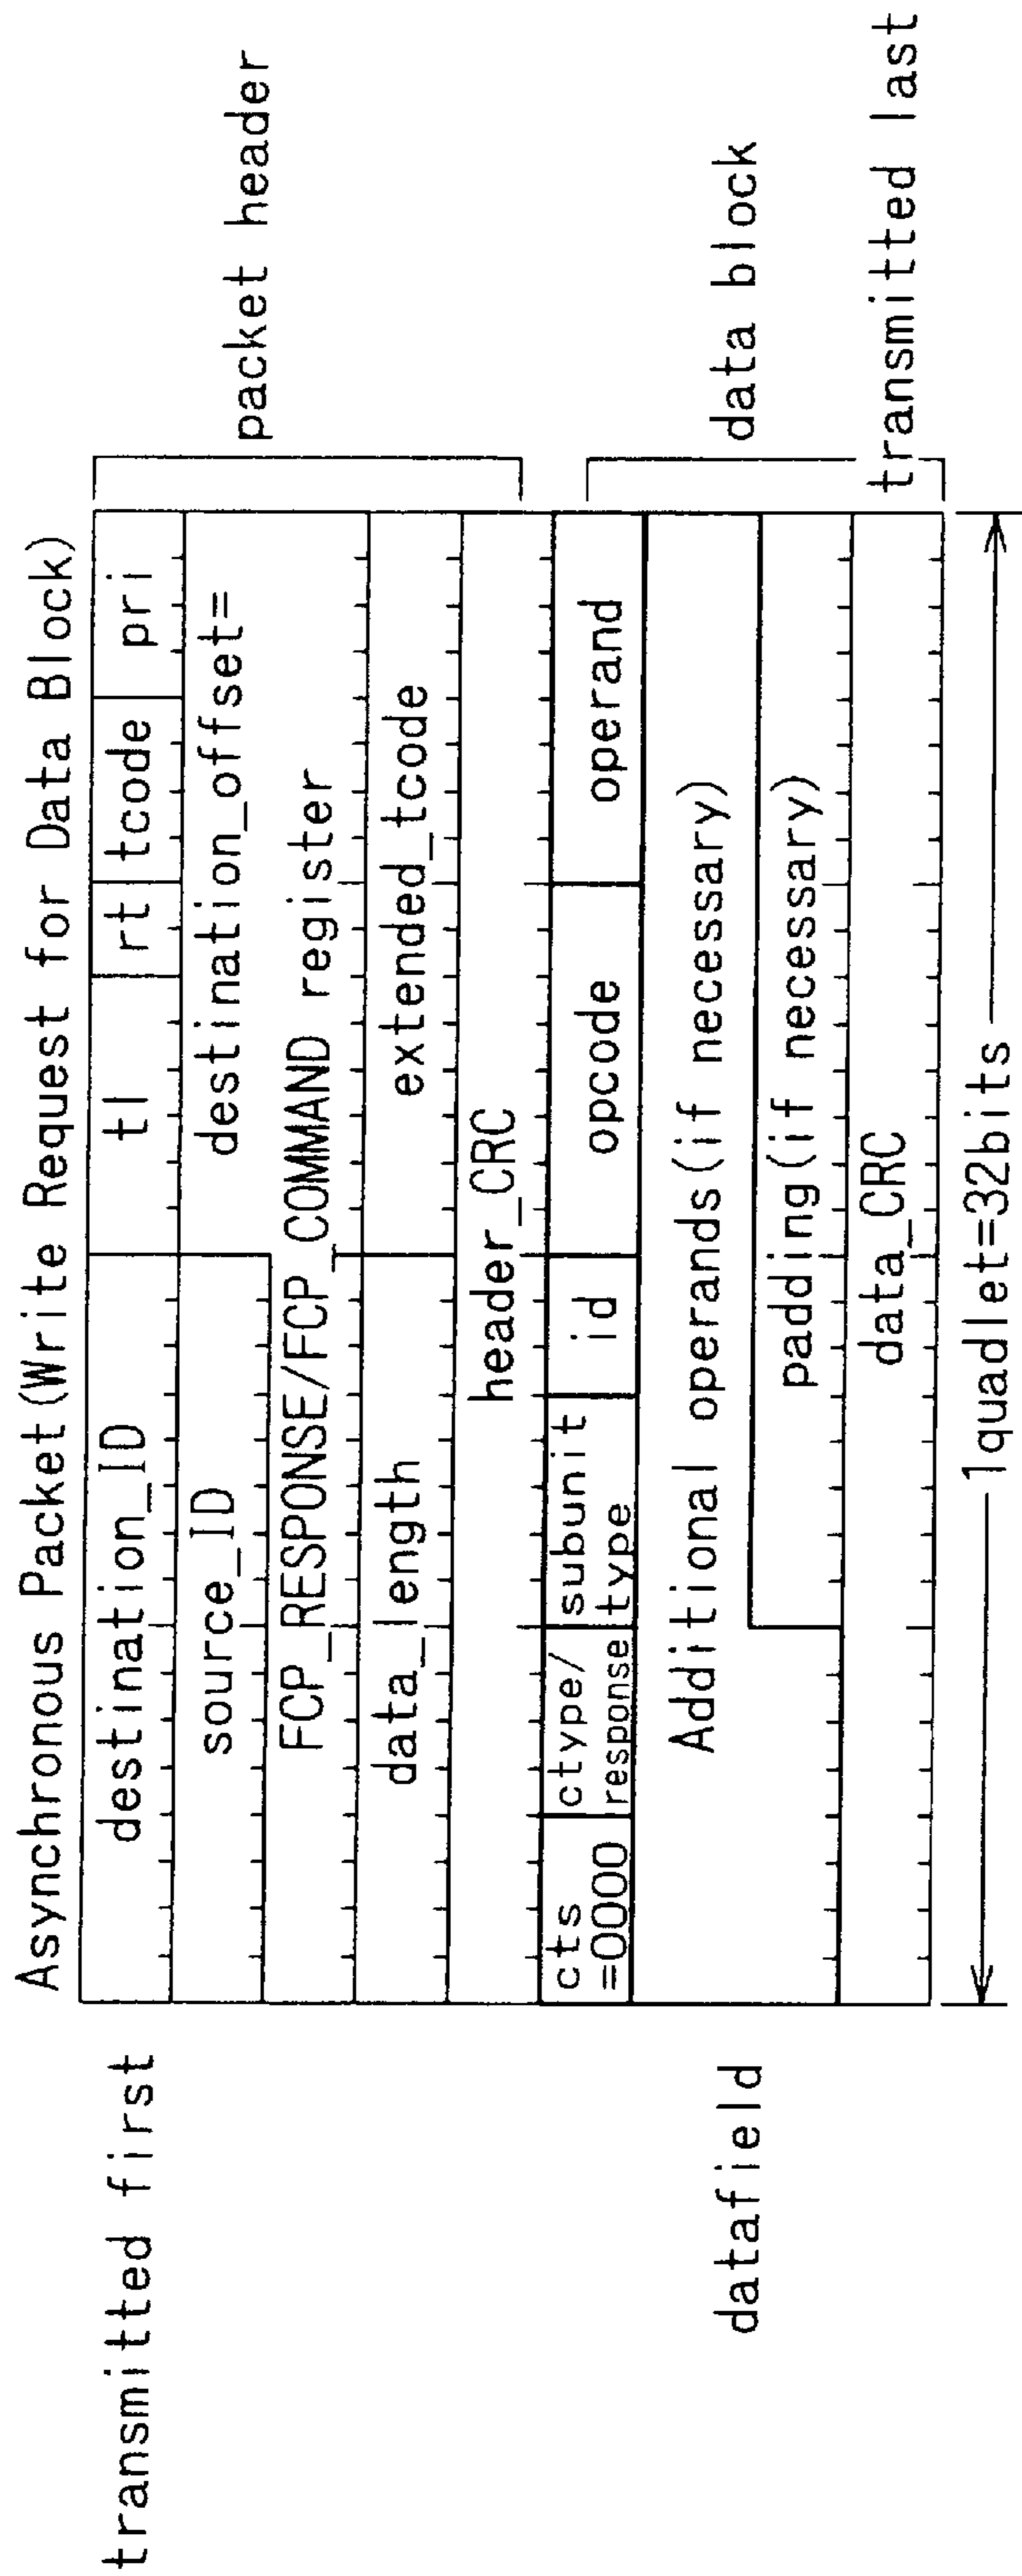 Asynchronous Packet(Write Request for Data Block)
transmitted first
destination_ID tl rt tcode pri
source_ID destination_offset=
FCP_RESPONSE/FCP_COMMAND register
data_length extended_tcode
header_CRC
packet header
cts =0000 ctype/ response subunit type id opcode operand
Additional operands(if necessary)
padding(if necessary)
data_CRC
datafield
data block
transmitted last
1quadlet=32bits